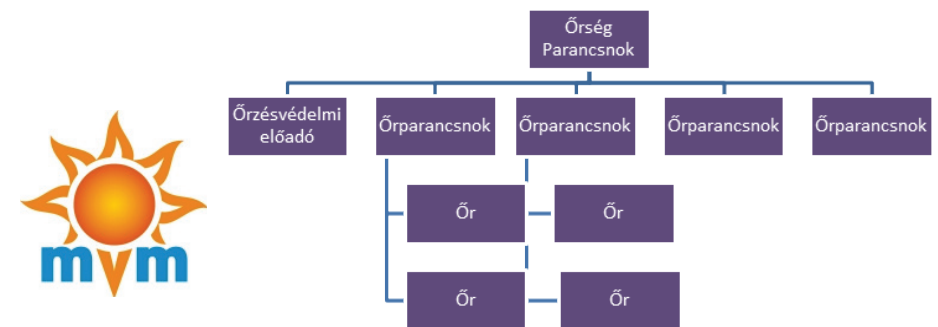 Őrség
Parancsnok
Őrzésvédelmi
előadó
Őrparancsnok
Őrparancsnok
Őrparancsnok
Őrparancsnok
Őr
Őr
Őr
Őr
mvm